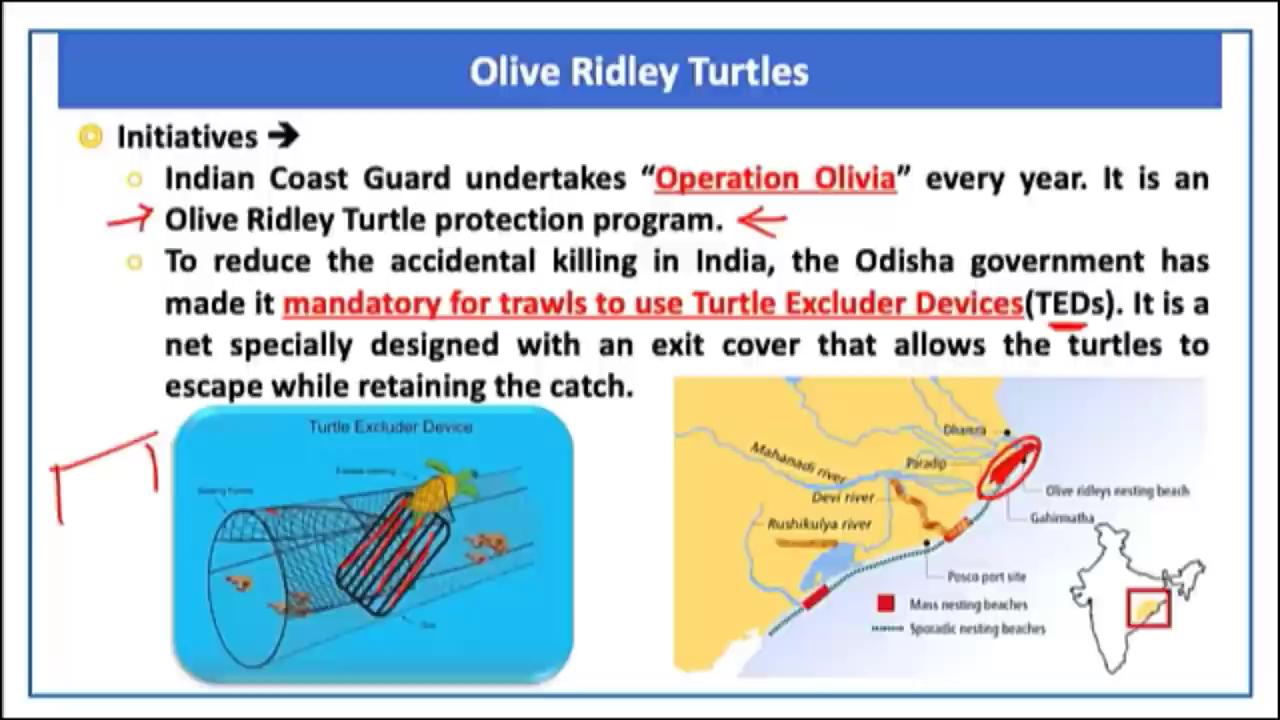 Olive Ridley Turtles
Initiatives ➔
Indian Coast Guard undertakes “Operation Olivia” every year. It is an
Olive Ridley Turtle protection program.
To reduce the accidental killing in India, the Odisha government has
made it mandatory for trawls to use Turtle Excluder Devices(TEDs). It is a
net specially designed with an exit cover that allows the turtles to
escape while retaining the catch.
Turtle Excluder Device
Dhamra
Mahanadi river
Paradip
Devi river
Olive ridleys nesting beach
Rushikulya river
Gahirmatha
Posco port site
Mass nesting beaches
Sporadic nesting beaches